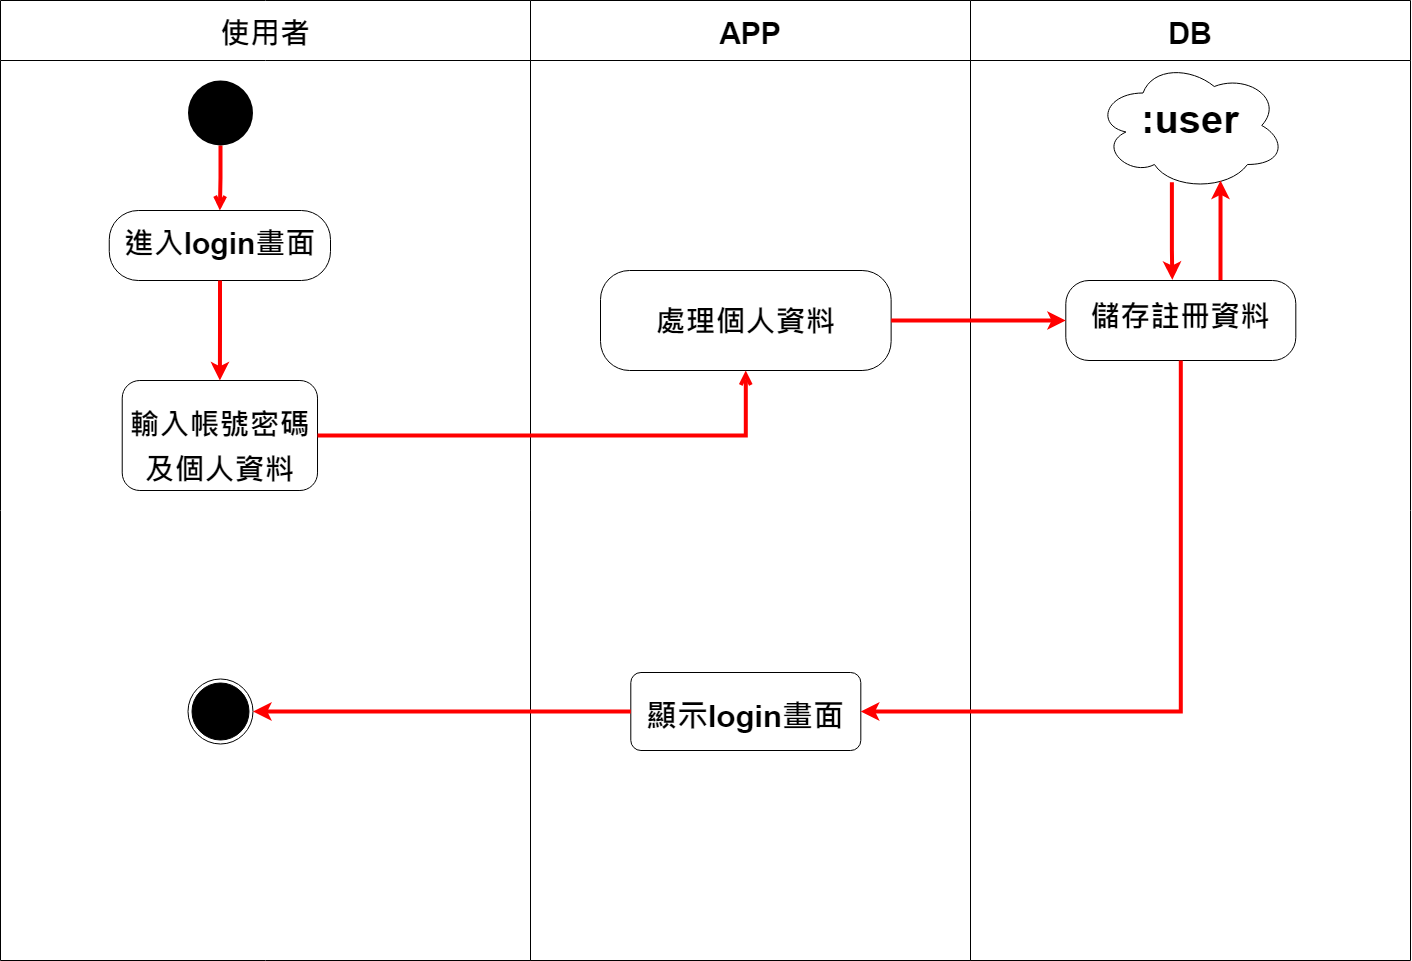 使用者
APP
DB
:user
進入login畫面
處理個人資料
儲存註冊資料
輸入帳號密碼
及個人資料
顯示login畫面